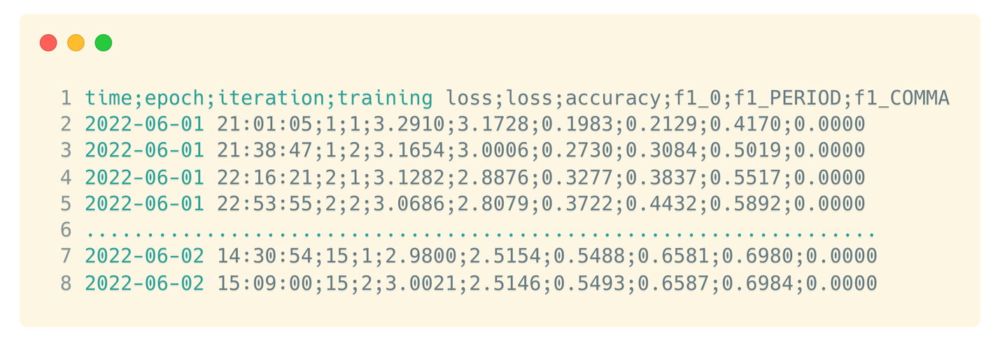 1 time;epoch;iteration;training loss;loss;accuracy;f1_0;f1_PERIOD;f1_COMMA
2 2022-06-01 21:01:05;1;1;3.2910;3.1728;0.1983;0.2129;0.4170;0.0000
3 2022-06-01 21:38:47;1;2;3.1654;3.0006;0.2730;0.3084;0.5019;0.0000
4 2022-06-01 22:16:21;2;1;3.1282;2.8876;0.3277;0.3837;0.5517;0.0000
5 2022-06-01 22:53:55;2;2;3.0686;2.8079;0.3722;0.4432;0.5892;0.0000
6 ..................................................................
7 2022-06-02 14:30:54;15;1;2.9800;2.5154;0.5488;0.6581;0.6980;0.0000
8 2022-06-02 15:09:00;15;2;3.0021;2.5146;0.5493;0.6587;0.6984;0.0000